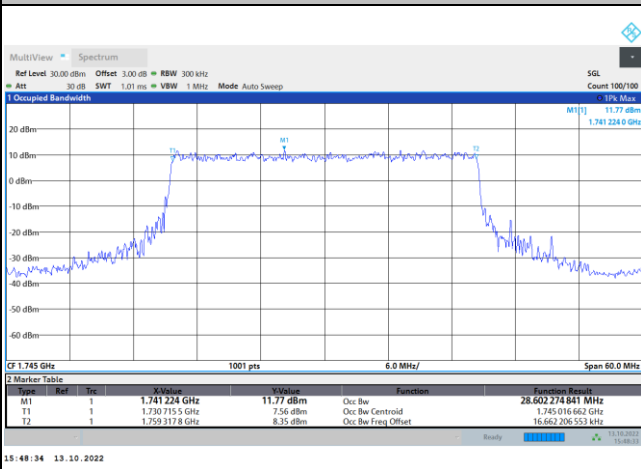 MultiView Spectrum
Ref Level 30.00 dBm Offset 3.00 dB RBW 300 kHz SGL
Att 30 dB SWT 1.01 ms VBW 1 MHz Mode Auto Sweep Count 100/100
1 Occupied Bandwidth 1Pk Max
M1[1] 11.77 dBm
1.741 224 0 GHz
20 dBm
M1
T1 T2
10 dBm
0 dBm
-10 dBm
-20 dBm
-30 dBm
-40 dBm
-50 dBm
-60 dBm
CF 1.745 GHz 1001 pts 6.0 MHz/ Span 60.0 MHz
2 Marker Table
Type Ref Trc X-Value Y-Value Function Function Result
M1 1 1.741 224 GHz 11.77 dBm Occ Bw 28.602 274 841 MHz
T1 1 1.730 715 5 GHz 7.56 dBm Occ Bw Centroid 1.745 016 662 GHz
T2 1 1.759 317 8 GHz 8.35 dBm Occ Bw Freq Offset 16.662 206 553 kHz
Ready 13.10.2022
15:48:33
15:48:34 13.10.2022